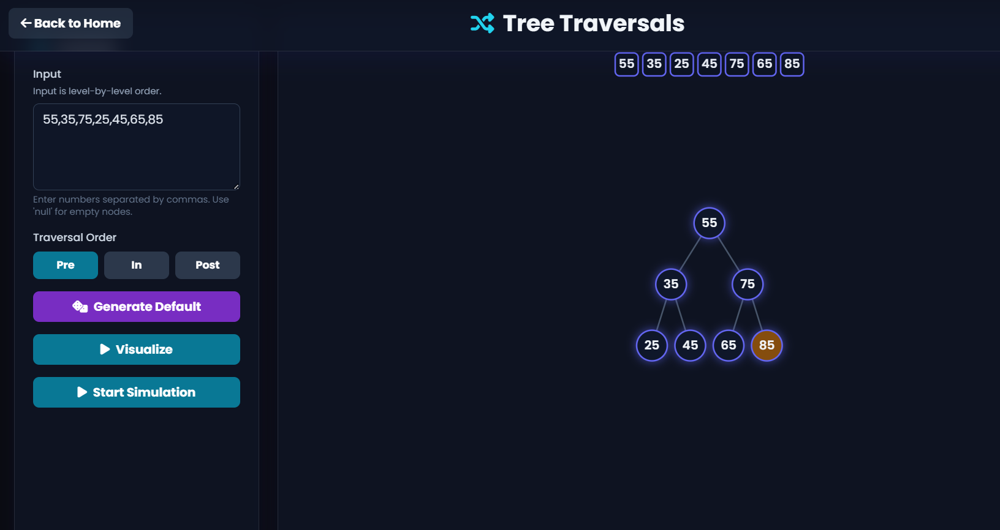 Back to Home
Tree Traversals
Input
Input is level-by-level order.
55,35,75,25,45,65,85
Enter numbers separated by commas. Use
'null' for empty nodes.
Traversal Order
Pre In Post
Generate Default
Visualize
Start Simulation
55 35 25 45 75 65 85
55
35 75
25 45 65 85